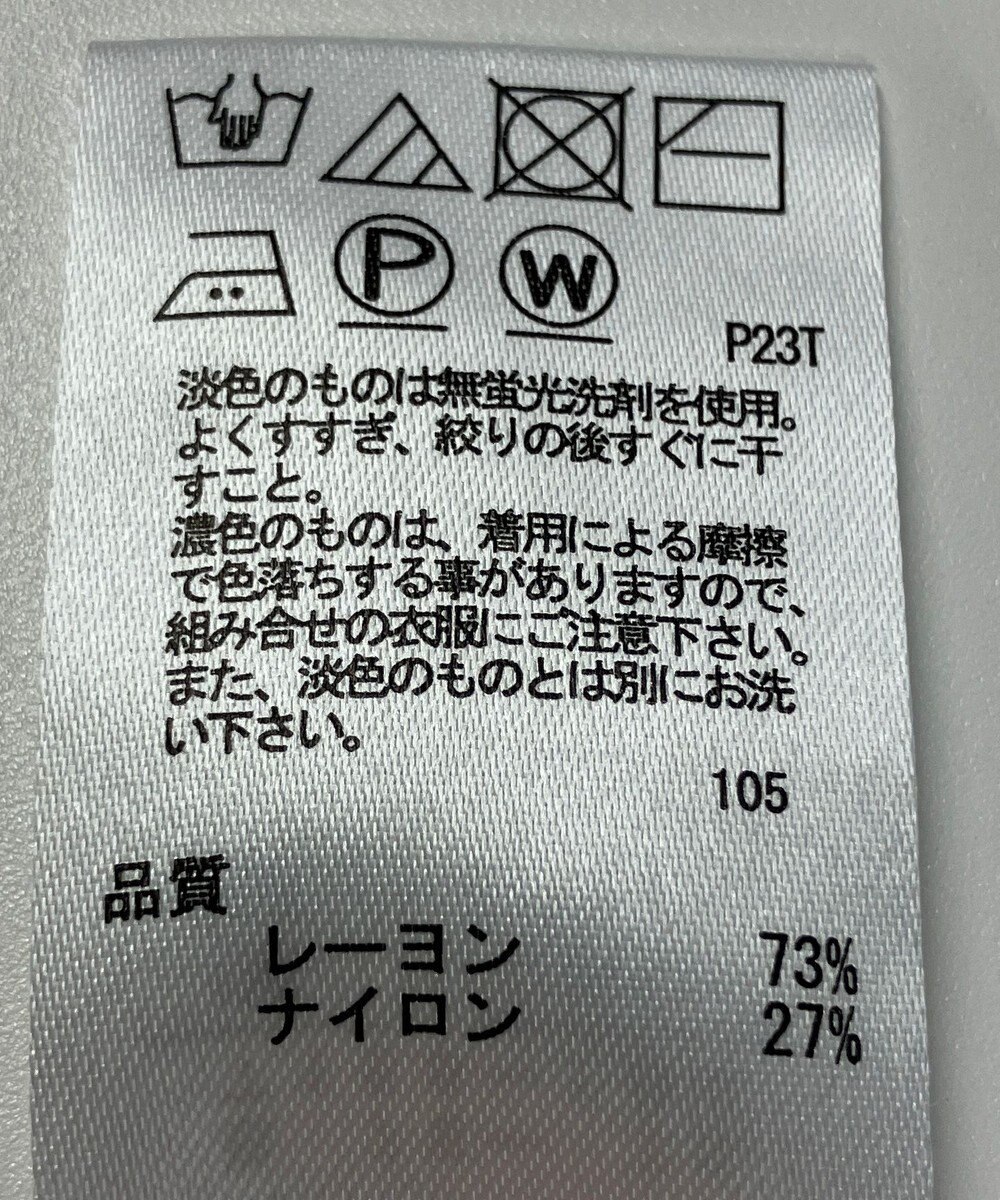 P W
P23T
淡色のものは無蛍光洗剤を使用。
よくすすぎ、絞りの後すぐに干
すこと。
濃色のものは、着用による摩擦
で色落ちする事がありますので、
組み合せの衣服にご注意下さい。
また、淡色のものとは別にお洗
い下さい。
105
品質
レーヨン 73%
ナイロン 27%